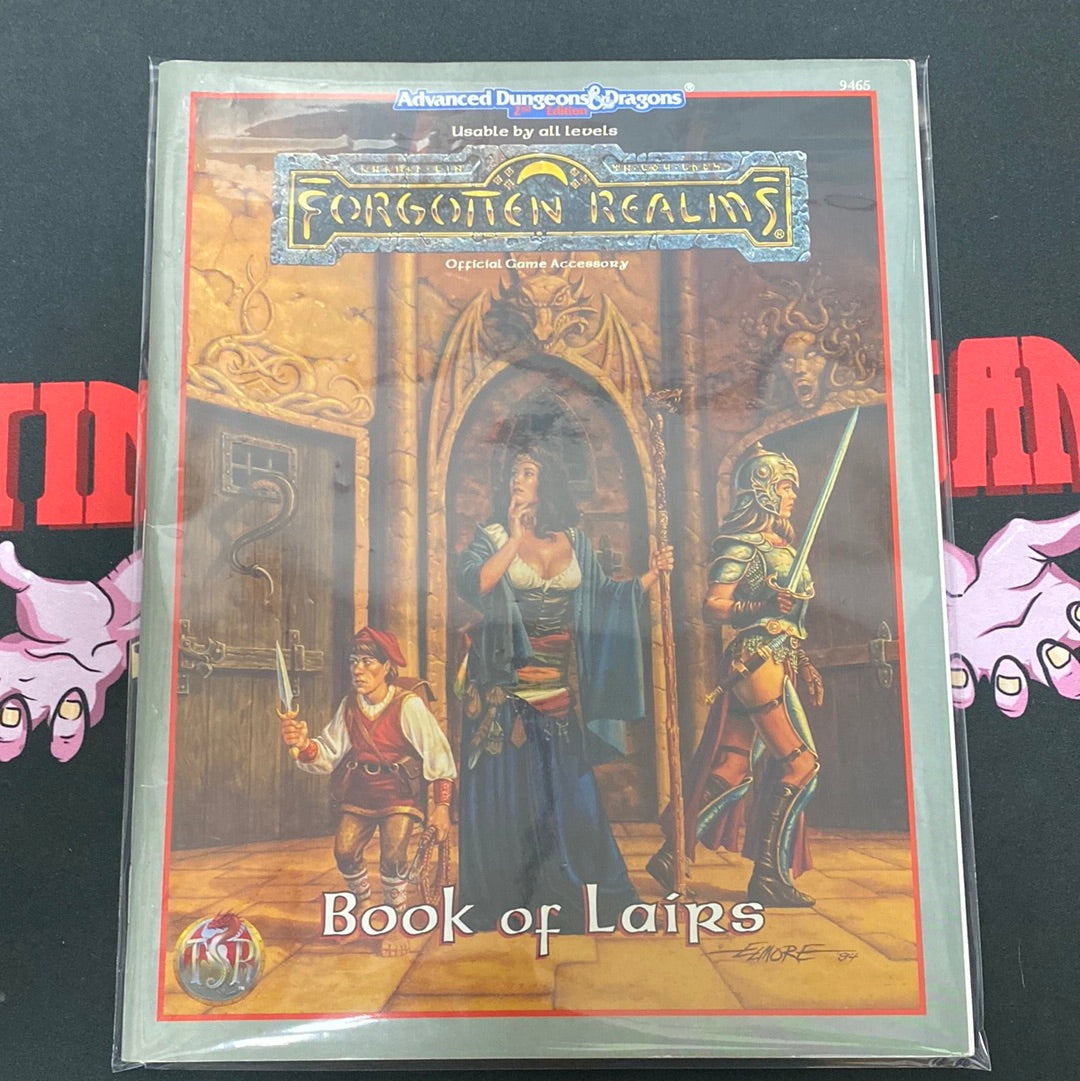 9465
Advanced Dungeons & Dragons®
2nd Edition
Usable by all levels
FORGOTTEN REALMS®
Official Game Accessory
Book of Lairs
TSR™
ELMORE 94